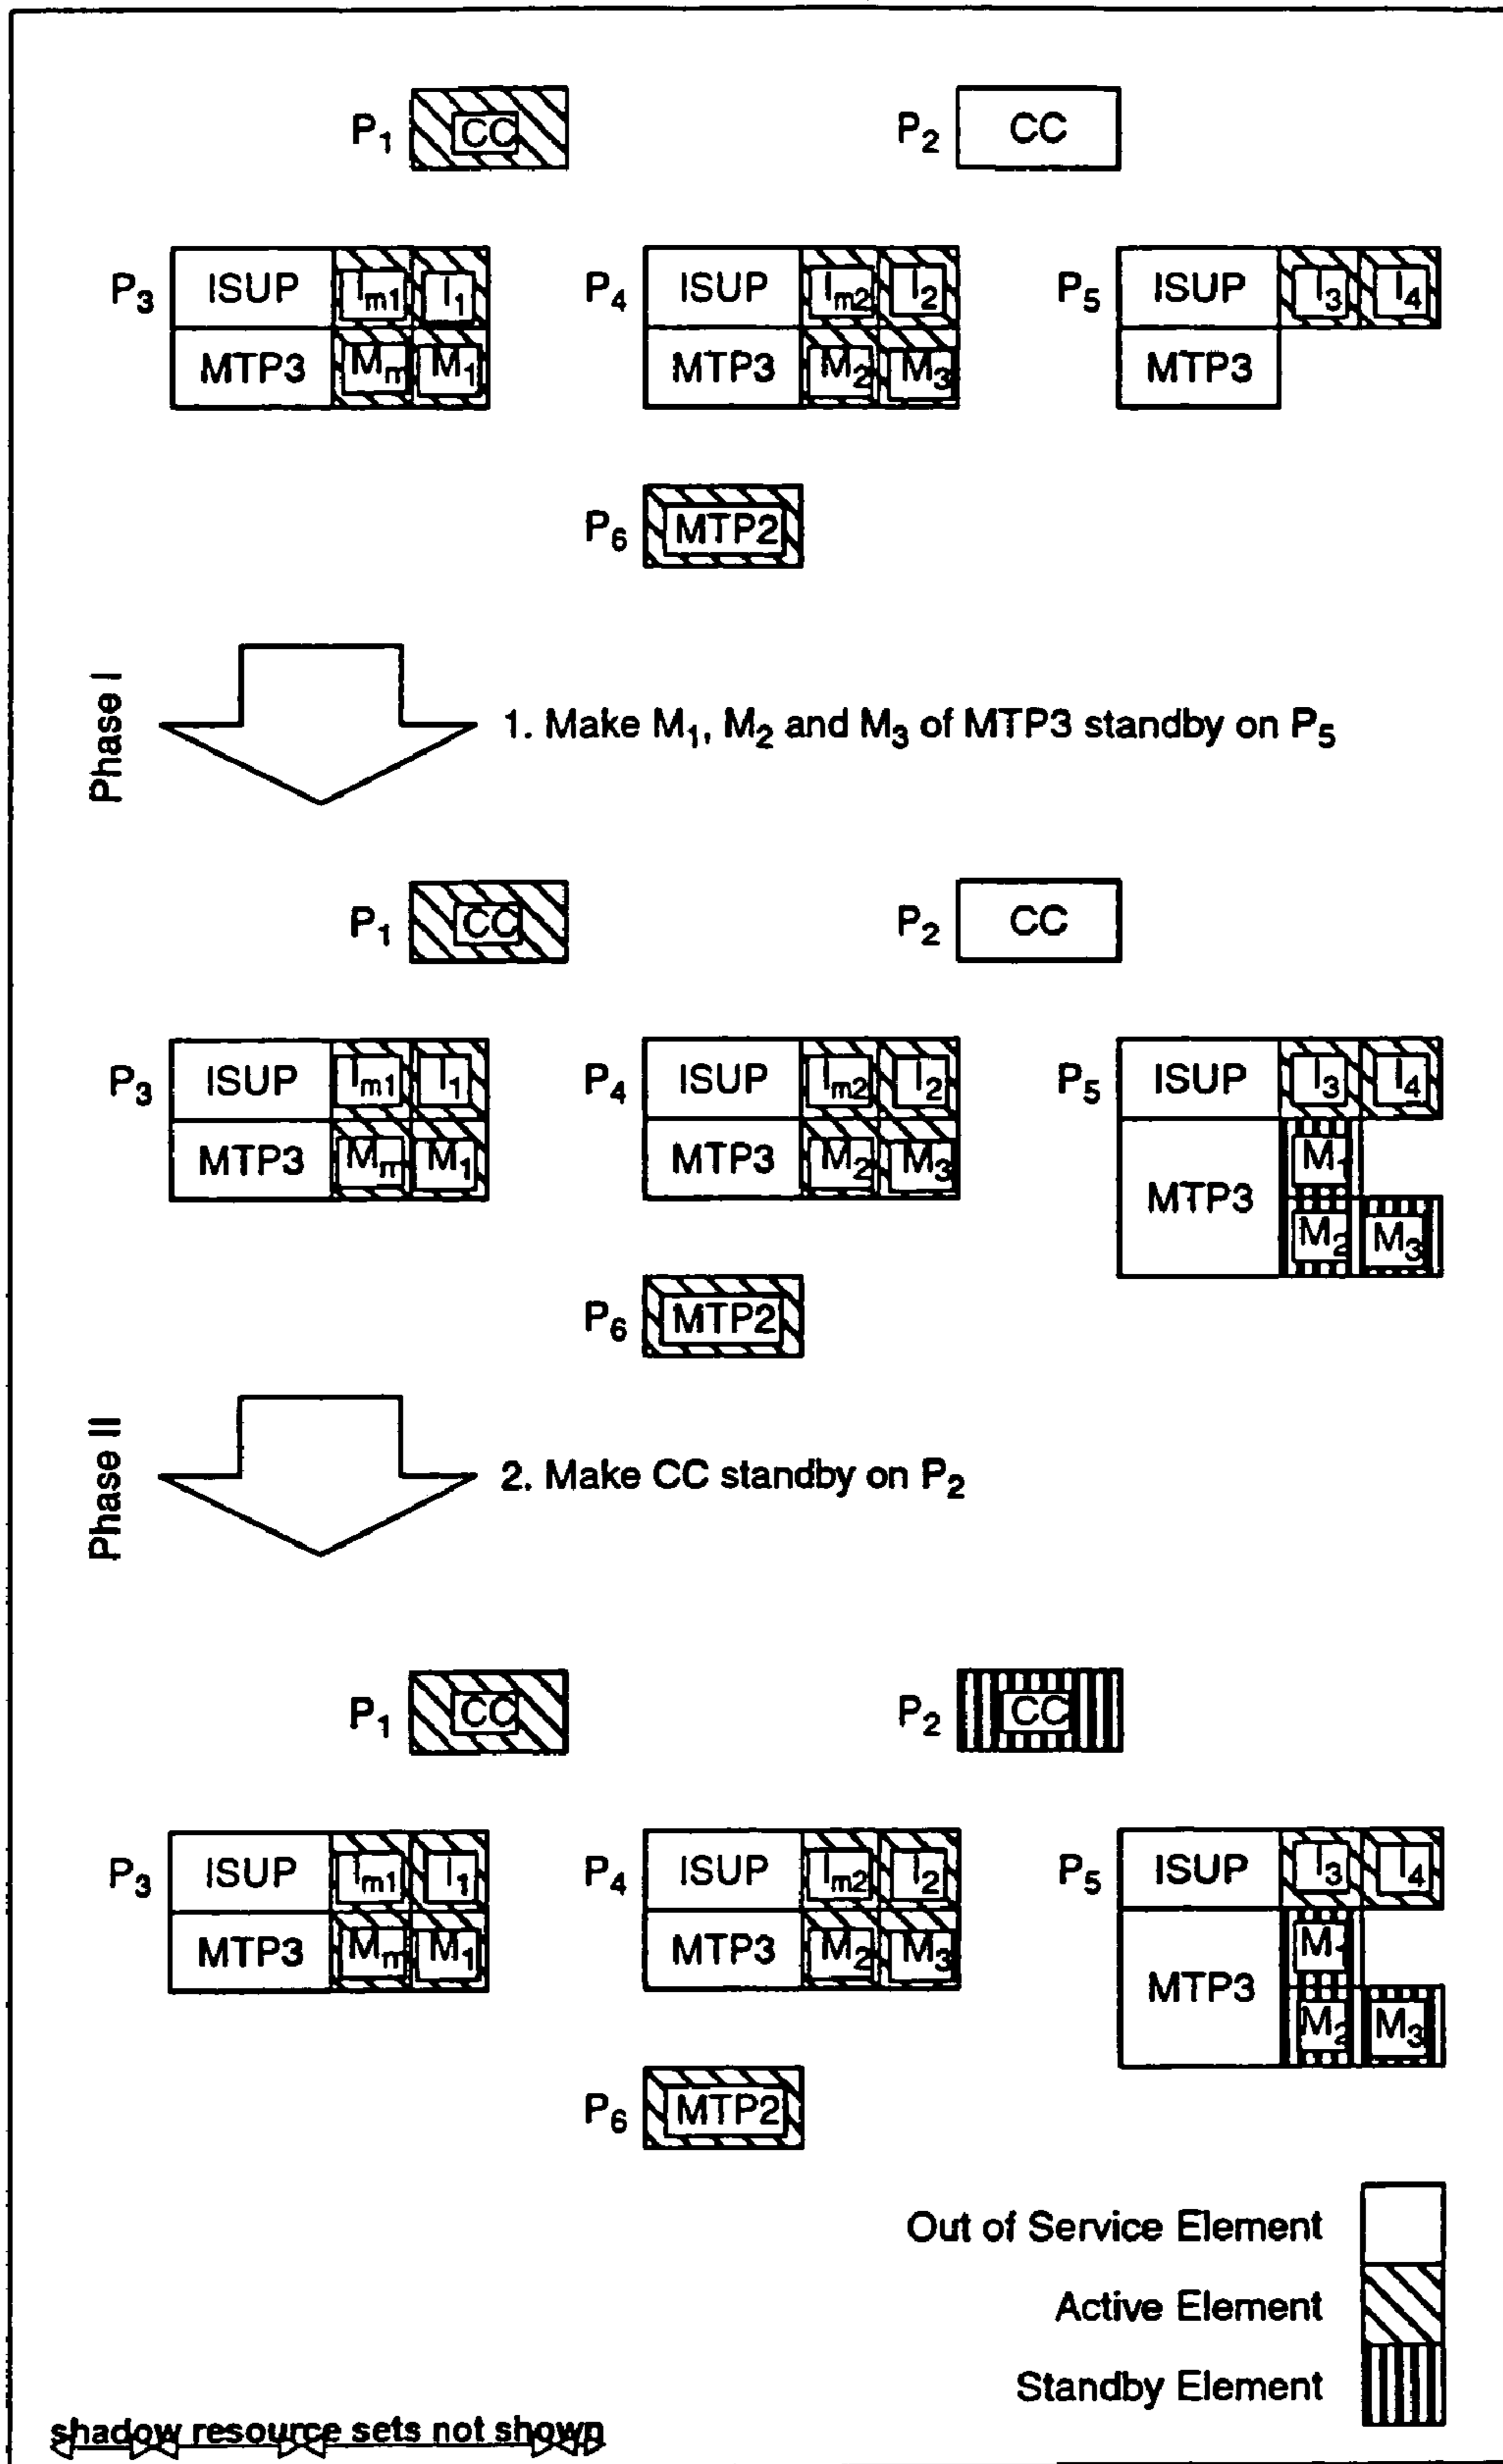 P1 CC P2 CC
P3 ISUP Im1 I1 P4 ISUP Im2 I2 P5 ISUP I3 I4
MTP3 Mm M1 MTP3 M2 M3 MTP3
P6 MTP2
Phase I
1. Make M1, M2 and M3 of MTP3 standby on P5
P1 CC P2 CC
P3 ISUP Im1 I1 P4 ISUP Im2 I2 P5 ISUP I3 I4
MTP3 Mm M1 MTP3 M2 M3 MTP3 M1
M2 M3
P6 MTP2
Phase II
2. Make CC standby on P2
P1 CC P2 CC
P3 ISUP Im1 I1 P4 ISUP Im2 I2 P5 ISUP I3 I4
MTP3 Mm M1 MTP3 M2 M3 MTP3 M1
M2 M3
P6 MTP2
Out of Service Element
Active Element
Standby Element
shadow resource sets not shown